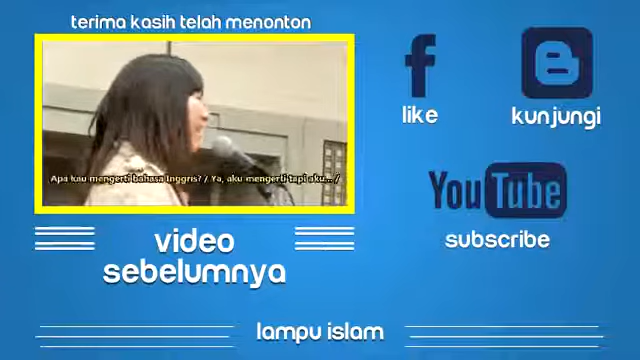 terima kasih telah menonton
Apa kau mengerti bahasa Inggris? / Ya, aku mengerti tapi aku... /
video
sebelumnya
like
kunjungi
YouTube
subscribe
lampu islam